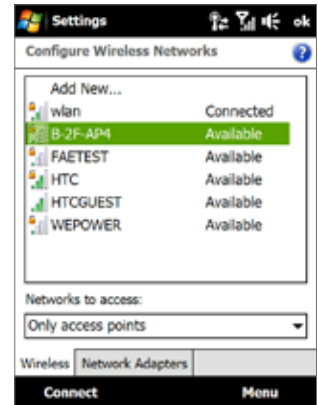 Settings ok
Configure Wireless Networks ?
Add New...
wlan Connected
B-2F-AP4 Available
FAETEST Available
HTC Available
HTCGUEST Available
WEPOWER Available
Networks to access:
Only access points
Wireless Network Adapters
Connect Menu